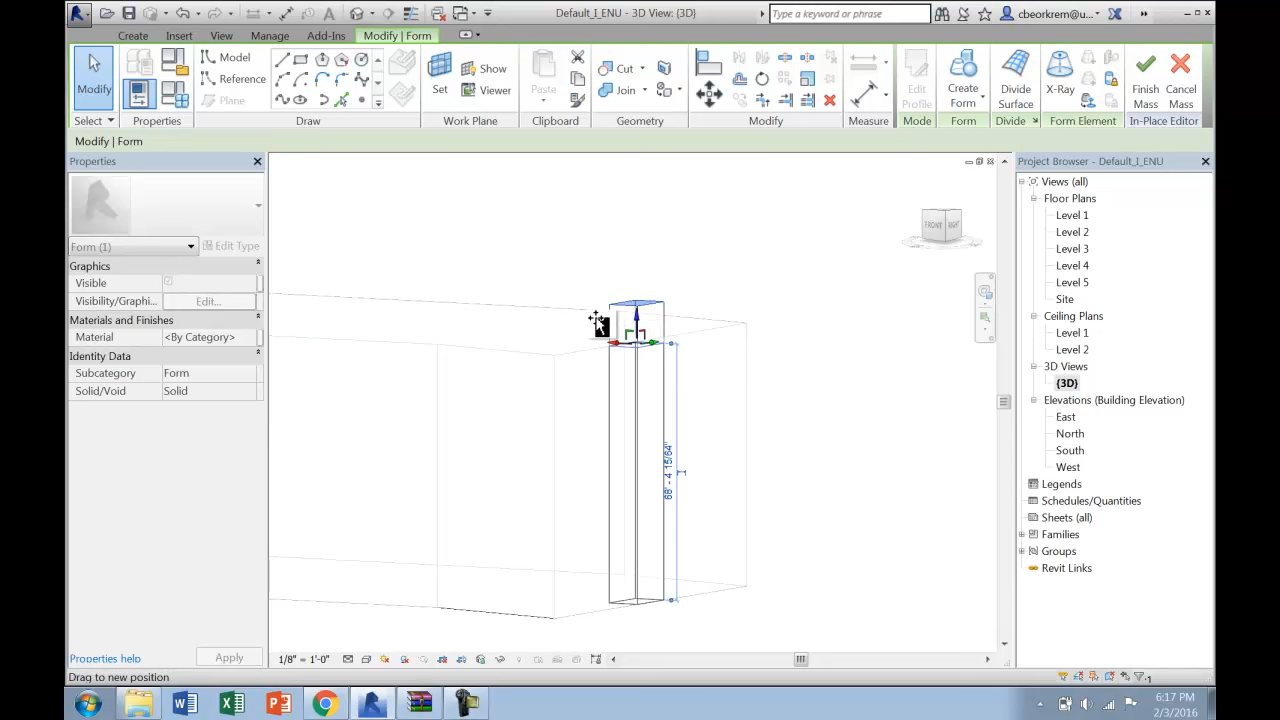 Default_I_ENU - 3D View: {3D}
Type a keyword or phrase
cbeorkrem@u...
Create Insert View Manage Add-Ins Modify | Form
Modify
Select
Properties
Model
Reference
Plane
Draw
Set
Show
Viewer
Work Plane
Paste
Clipboard
Cut
Join
Geometry
Modify
Measure
Edit Profile
Mode
Create Form
Form
Divide Surface
Divide
X-Ray
Form Element
Finish Mass
Cancel Mass
In-Place Editor
Modify | Form
Properties
Form (1)
Edit Type
Graphics
Visible
Visibility/Graphi... Edit...
Materials and Finishes
Material <By Category>
Identity Data
Subcategory Form
Solid/Void Solid
Properties help
Apply
FRONT
RIGHT
68' - 4 15/64"
Project Browser - Default_I_ENU
Views (all)
Floor Plans
Level 1
Level 2
Level 3
Level 4
Level 5
Site
Ceiling Plans
Level 1
Level 2
3D Views
{3D}
Elevations (Building Elevation)
East
North
South
West
Legends
Schedules/Quantities
Sheets (all)
Families
Groups
Revit Links
1/8" = 1'-0"
Drag to new position
:1
6:17 PM
2/3/2016